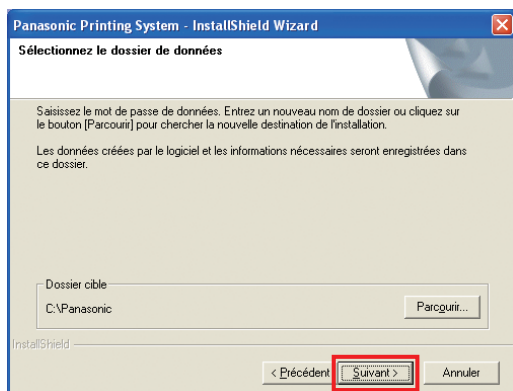 Panasonic Printing System - InstallShield Wizard
Sélectionnez le dossier de données
Saisissez le mot de passe de données. Entrez un nouveau nom de dossier ou cliquez sur
le bouton [Parcourir] pour chercher la nouvelle destination de l'installation.
Les données créées par le logiciel et les informations nécessaires seront enregistrées dans
ce dossier.
Dossier cible
C:\Panasonic
Parcourir...
InstallShield
< Précédent
Suivant >
Annuler